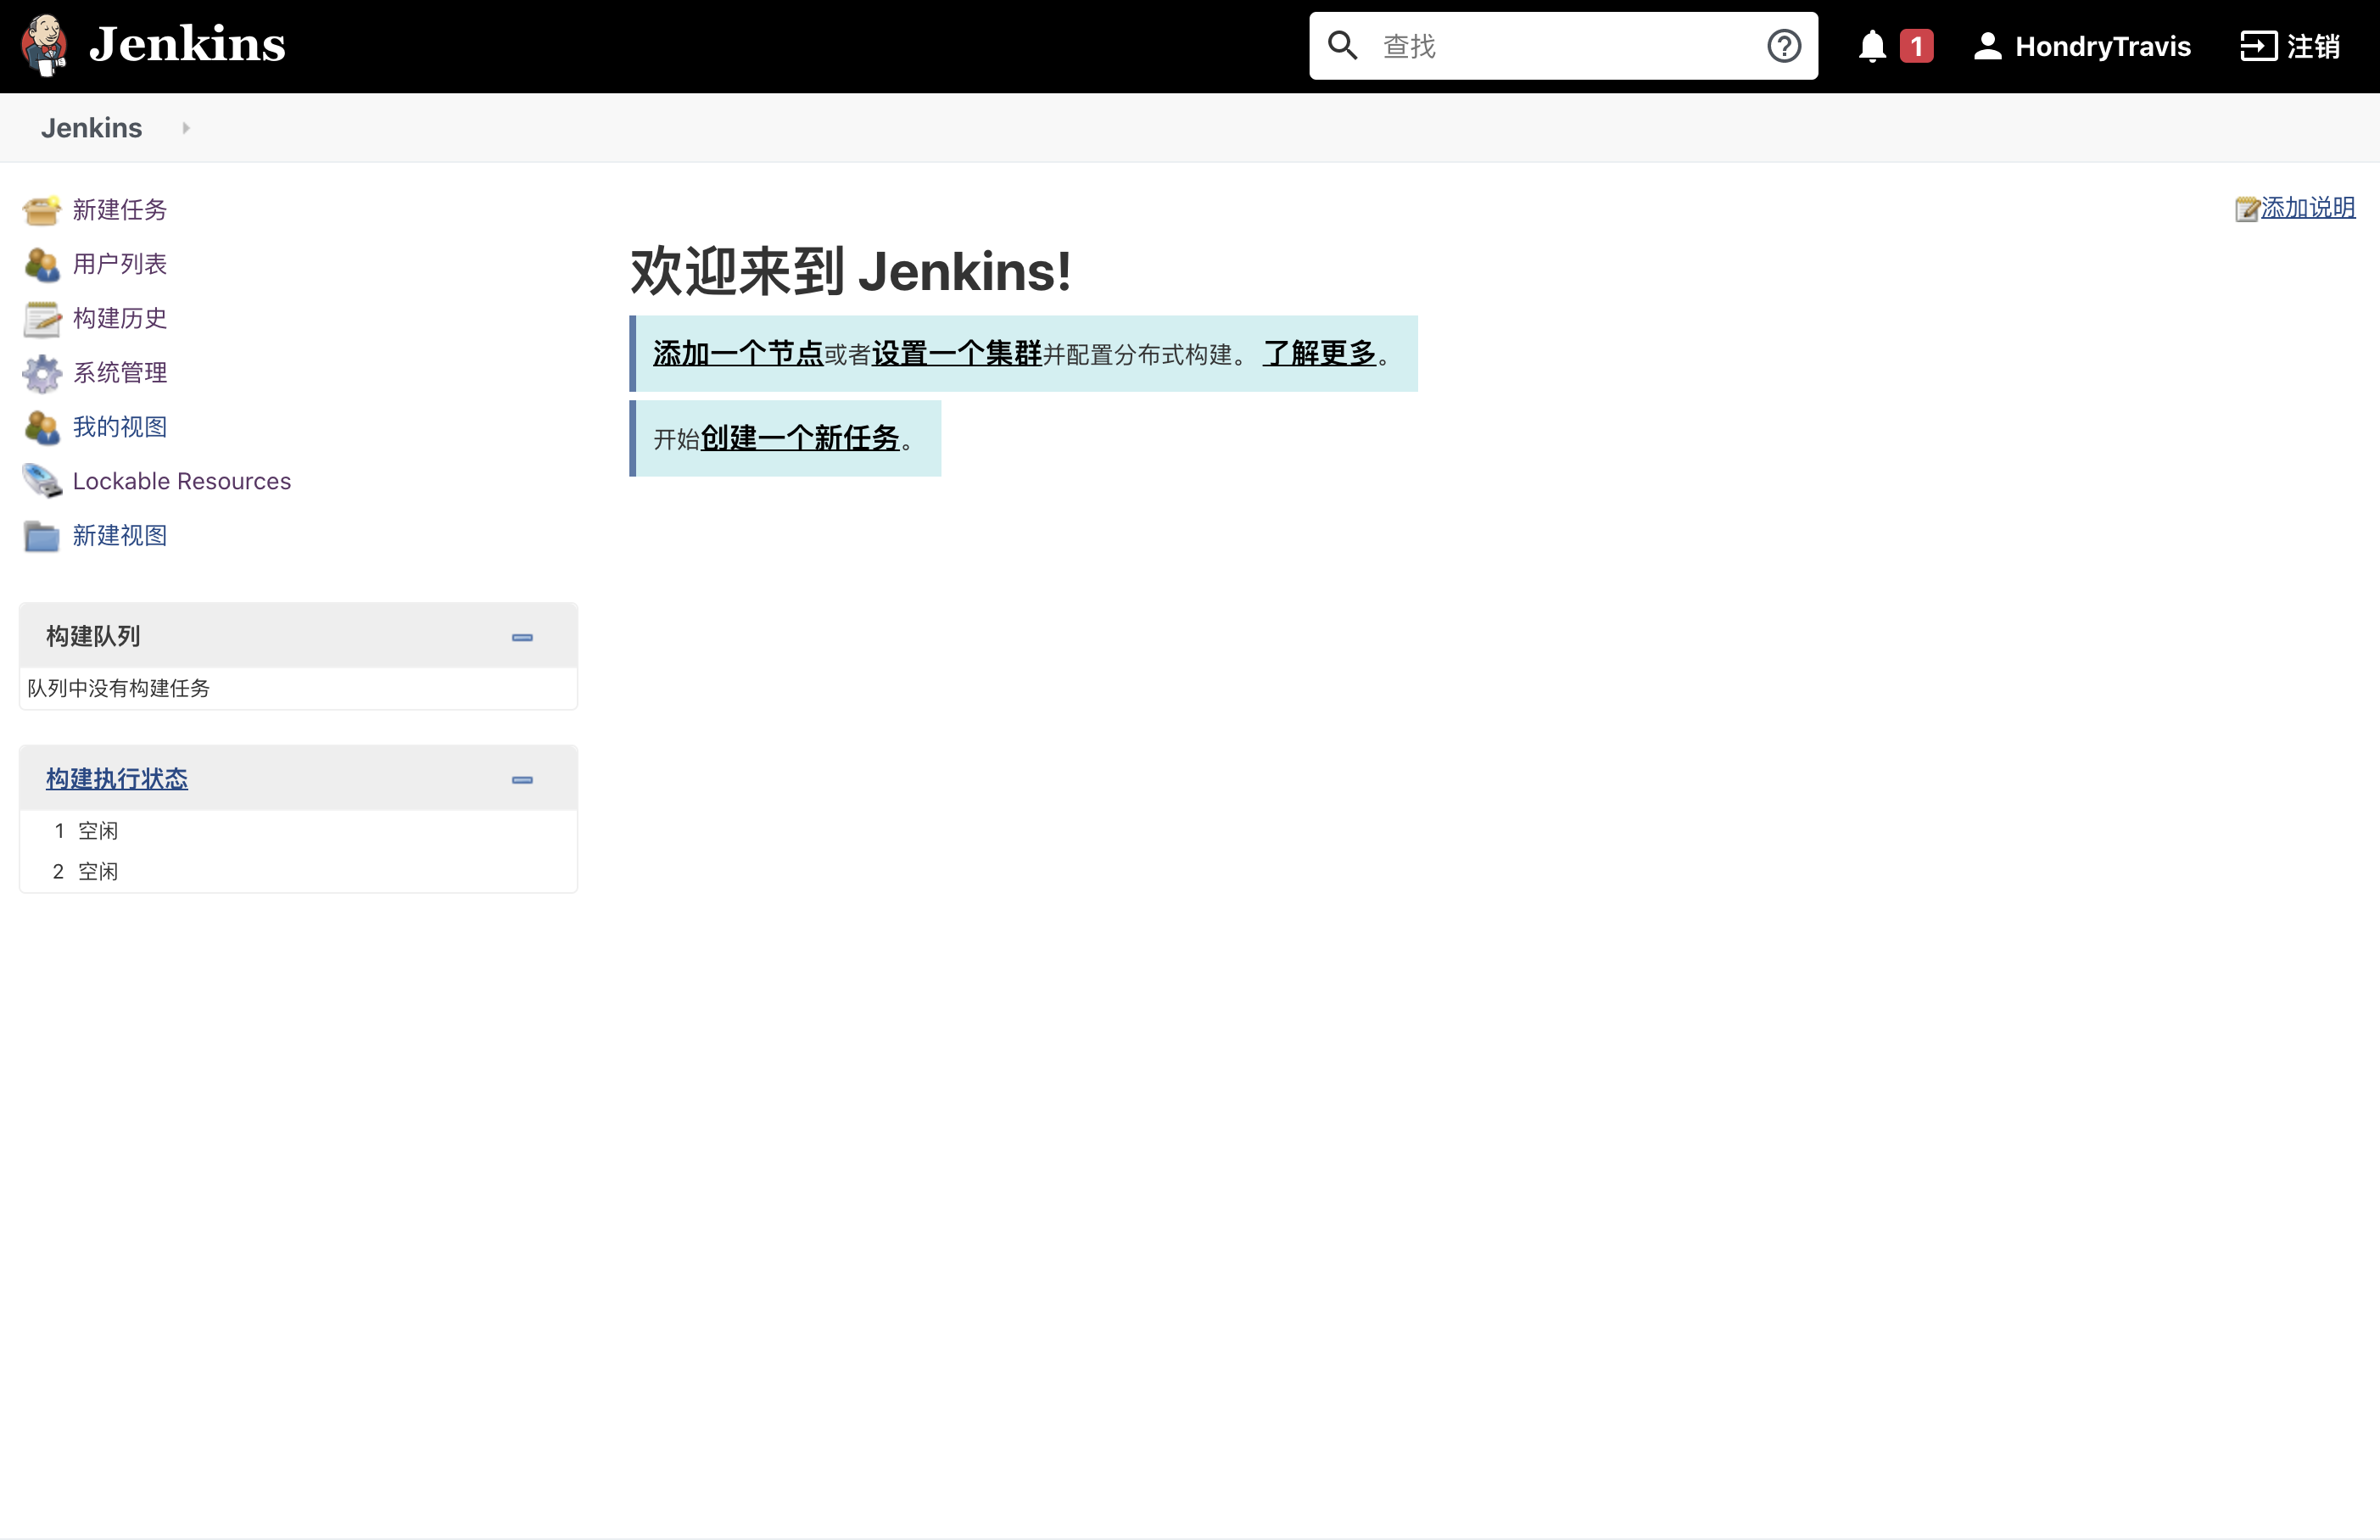 Jenkins
查找
1
HondryTravis
注销
Jenkins
新建任务
用户列表
构建历史
系统管理
我的视图
Lockable Resources
新建视图
构建队列
队列中没有构建任务
构建执行状态
1 空闲
2 空闲
添加说明
欢迎来到 Jenkins!
添加一个节点或者设置一个集群并配置分布式构建。 了解更多。
开始创建一个新任务。